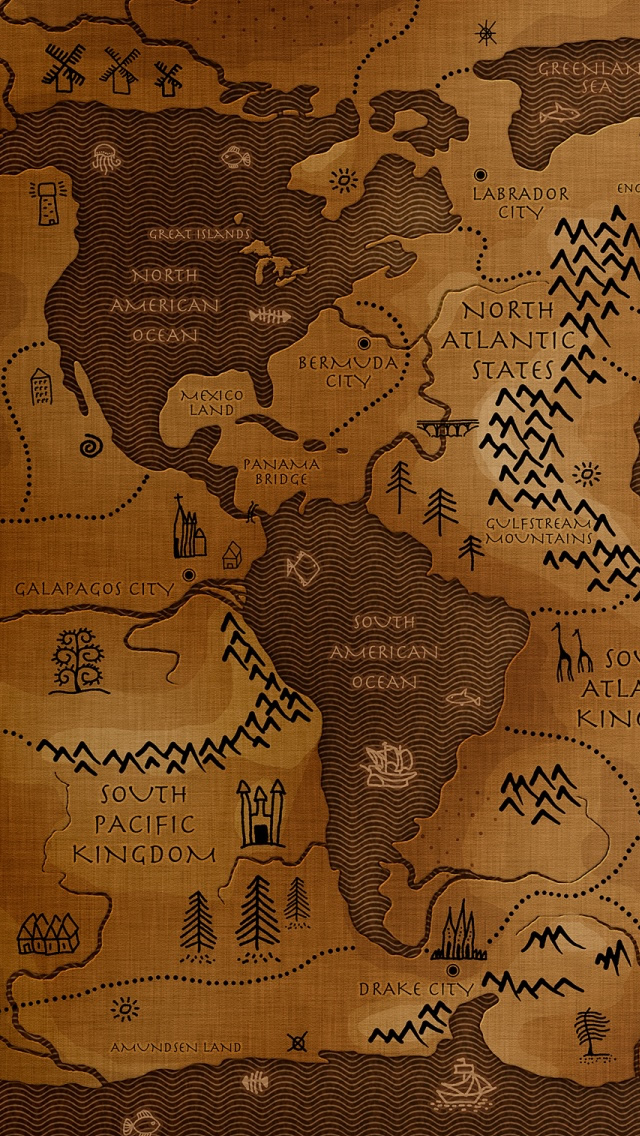 GREENLAN
SEA
LABRADOR
CITY
ENC
GREAT ISLANDS
NORTH
AMERICAN
OCEAN
NORTH
ATLANTIC
STATES
BERMUDA
CITY
MEXICO
LAND
PANAMA
BRIDGE
GULFSTREAM
MOUNTAINS
GALAPAGOS CITY
SOUTH
AMERICAN
OCEAN
SOU
ATLA
KING
SOUTH
PACIFIC
KINGDOM
DRAKE CITY
AMUNDSEN LAND